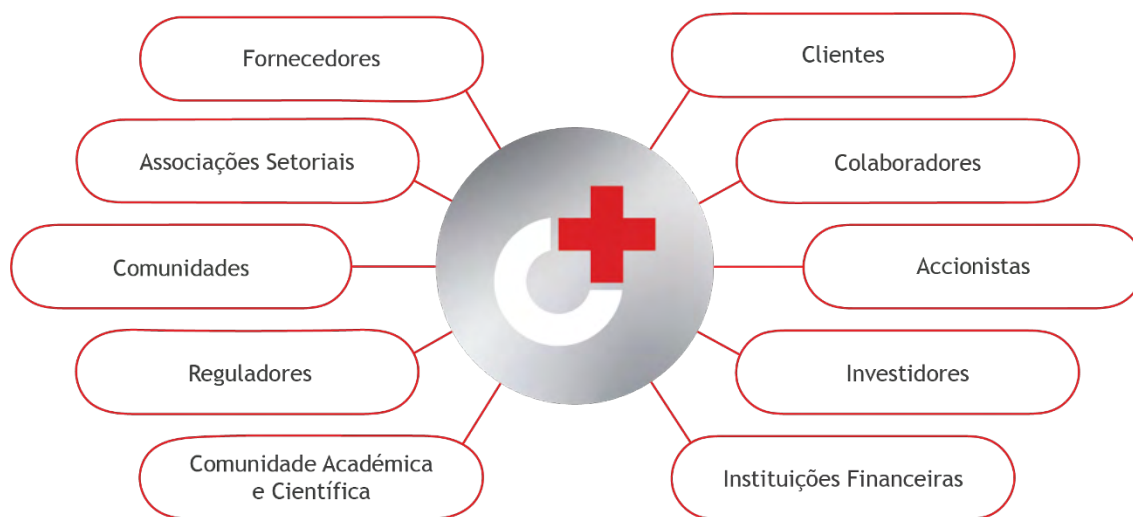 Fornecedores
Clientes
Associações Setoriais
Colaboradores
Comunidades
Accionistas
Reguladores
Investidores
Comunidade Académica
e Científica
Instituições Financeiras